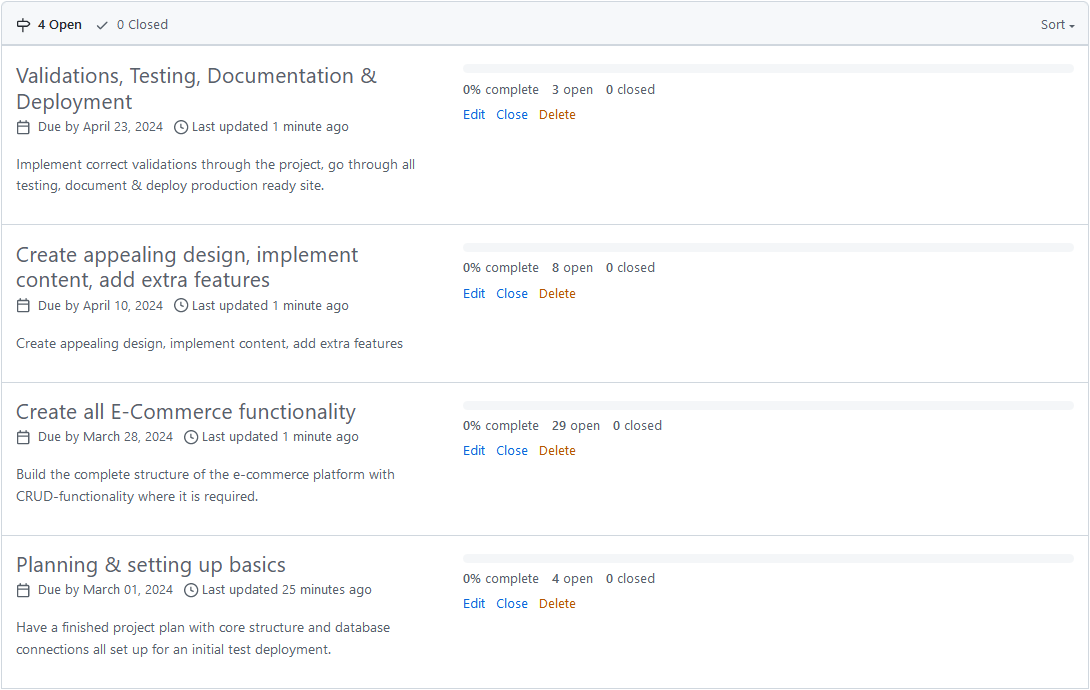 4 Open 0 Closed Sort
Validations, Testing, Documentation &
Deployment
Due by April 23, 2024 Last updated 1 minute ago
Implement correct validations through the project, go through all
testing, document & deploy production ready site.
0% complete 3 open 0 closed
Edit Close Delete
Create appealing design, implement
content, add extra features
Due by April 10, 2024 Last updated 1 minute ago
Create appealing design, implement content, add extra features
0% complete 8 open 0 closed
Edit Close Delete
Create all E-Commerce functionality
Due by March 28, 2024 Last updated 1 minute ago
Build the complete structure of the e-commerce platform with
CRUD-functionality where it is required.
0% complete 29 open 0 closed
Edit Close Delete
Planning & setting up basics
Due by March 01, 2024 Last updated 25 minutes ago
Have a finished project plan with core structure and database
connections all set up for an initial test deployment.
0% complete 4 open 0 closed
Edit Close Delete